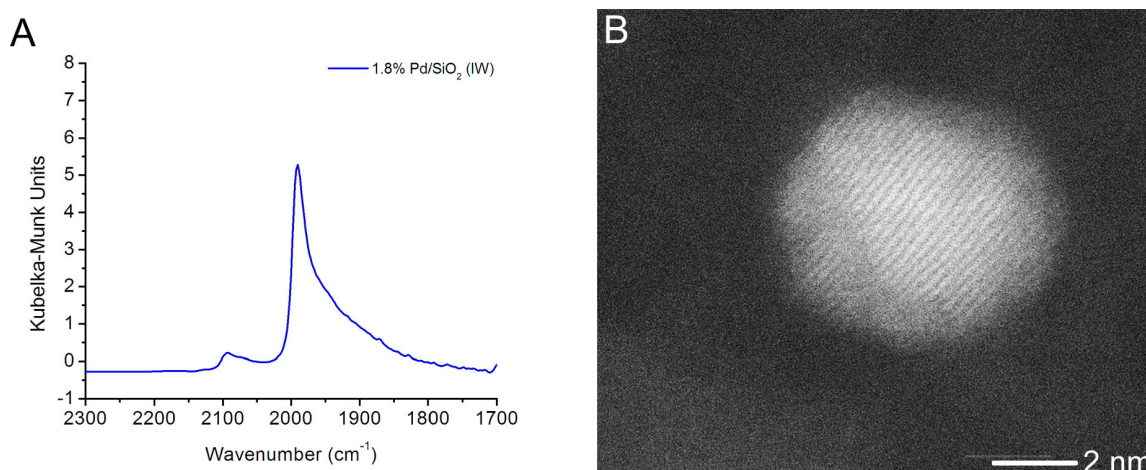 A
1.8% Pd/SiO₂ (IW)
8
7
6
5
4
3
2
1
0
-1
Kubelka-Munk Units
2300 2200 2100 2000 1900 1800 1700
Wavenumber (cm⁻¹)
B
2 nm